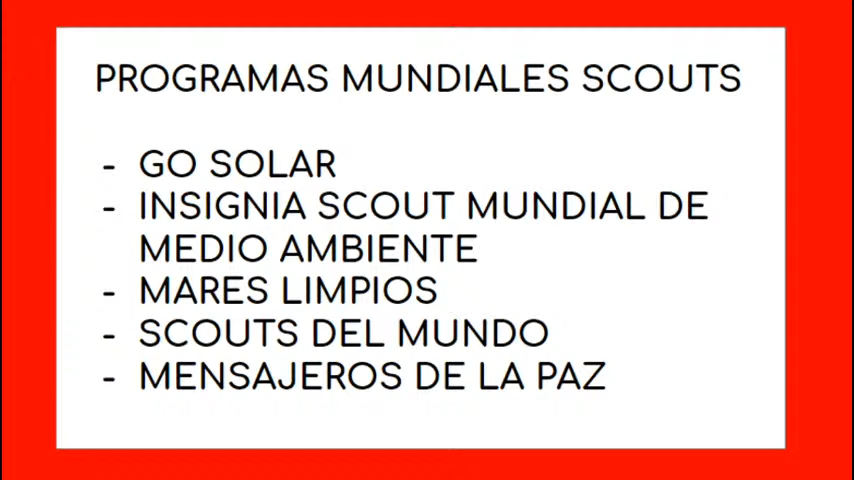 PROGRAMAS MUNDIALES SCOUTS
- GO SOLAR
- INSIGNIA SCOUT MUNDIAL DE
MEDIO AMBIENTE
- MARES LIMPIOS
- SCOUTS DEL MUNDO
- MENSAJEROS DE LA PAZ